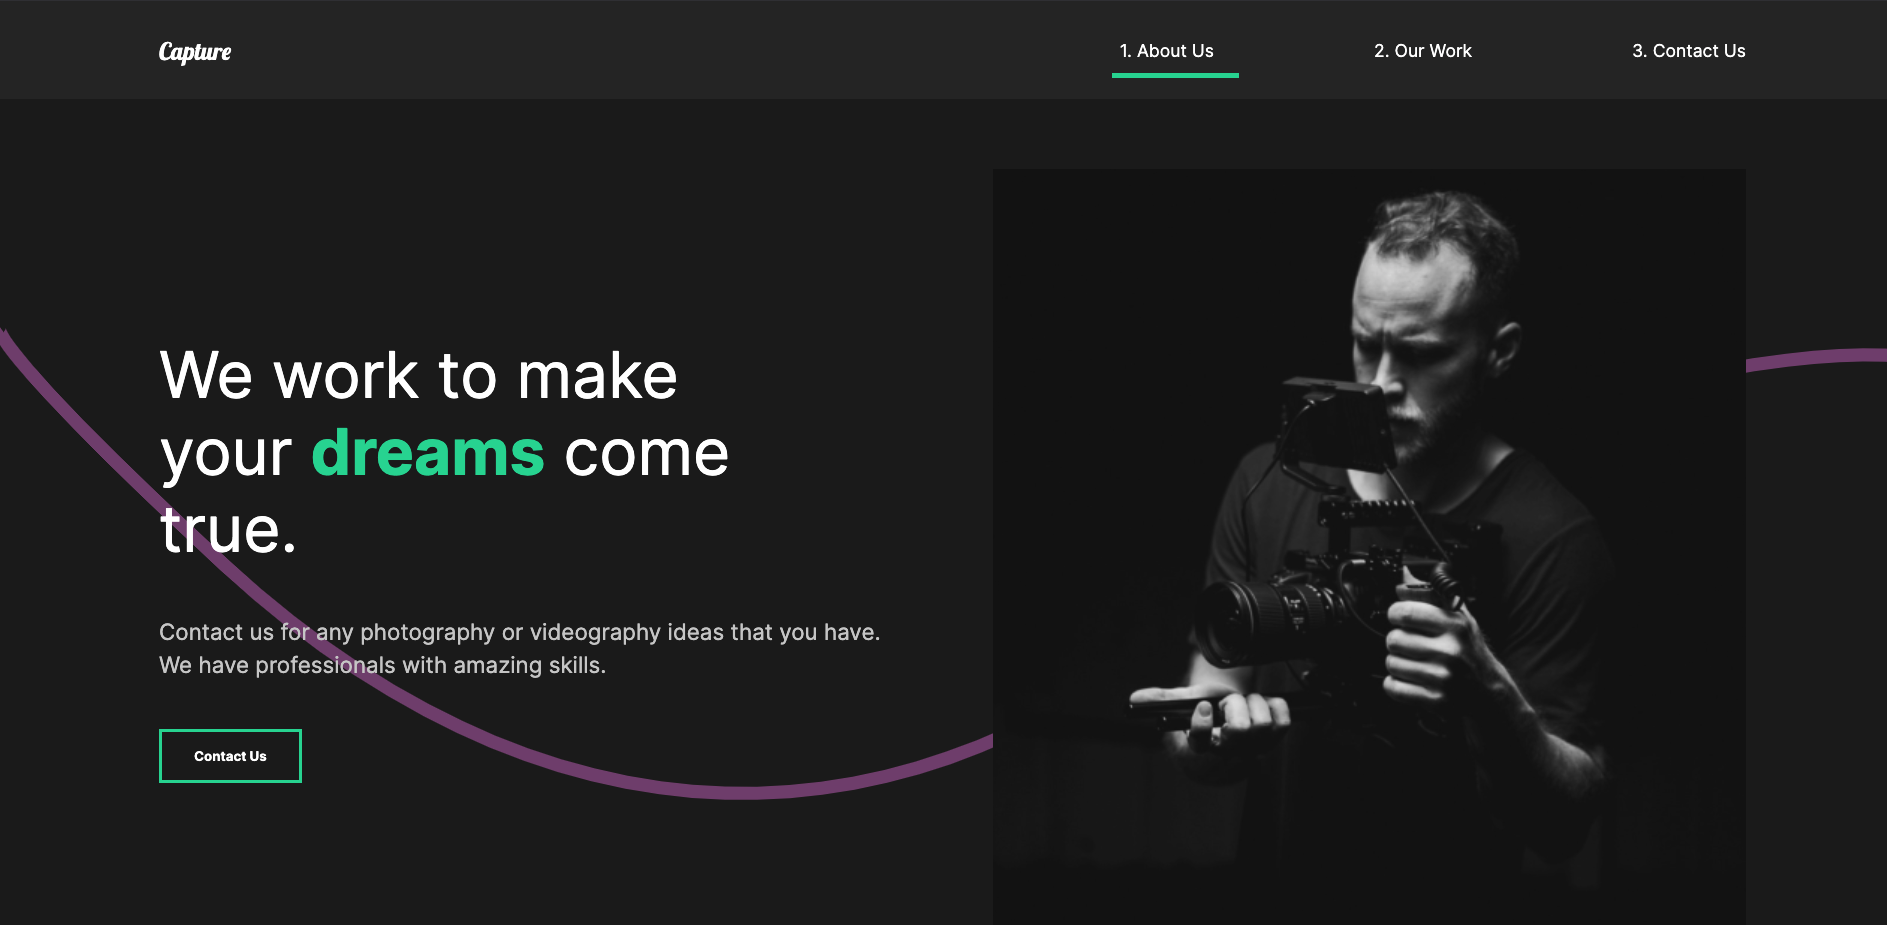 Capture
1. About Us
2. Our Work
3. Contact Us
We work to make
your dreams come
true.
Contact us for any photography or videography ideas that you have.
We have professionals with amazing skills.
Contact Us